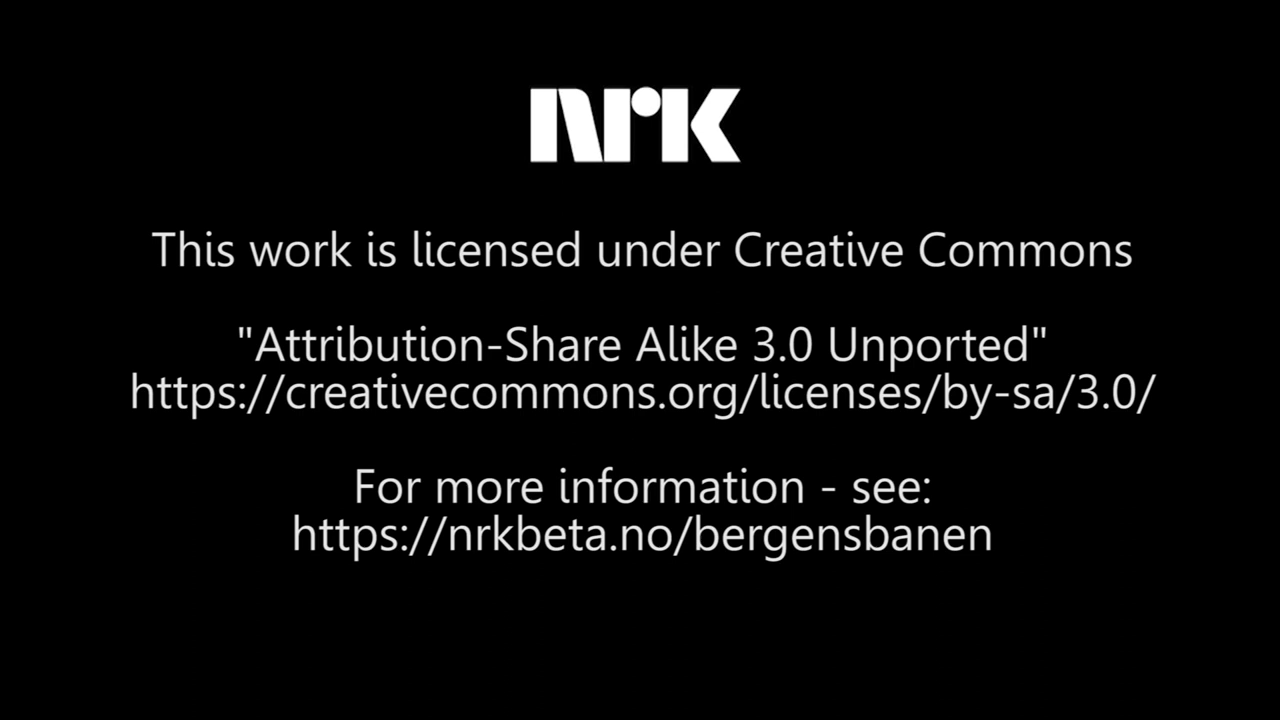 NRK
This work is licensed under Creative Commons
"Attribution-Share Alike 3.0 Unported"
https://creativecommons.org/licenses/by-sa/3.0/
For more information - see:
https://nrkbeta.no/bergensbanen